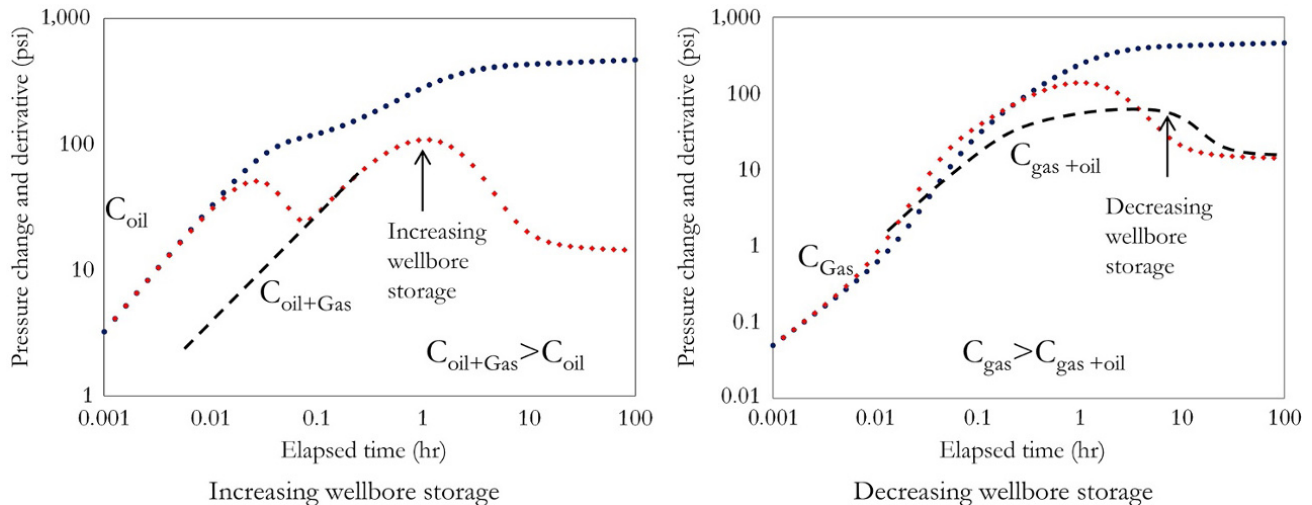 Pressure change and derivative (psi)
1,000
100
10
1
0.001
0.01
0.1
1
10
100
Elapsed time (hr)
C_oil
C_oil+Gas
Increasing
wellbore
storage
C_oil+Gas>C_oil
Increasing wellbore storage
Pressure change and derivative (psi)
1,000
100
10
1
0.1
0.01
0.001
0.01
0.1
1
10
100
Elapsed time (hr)
C_Gas
C_gas +oil
Decreasing
wellbore
storage
C_gas>C_gas +oil
Decreasing wellbore storage